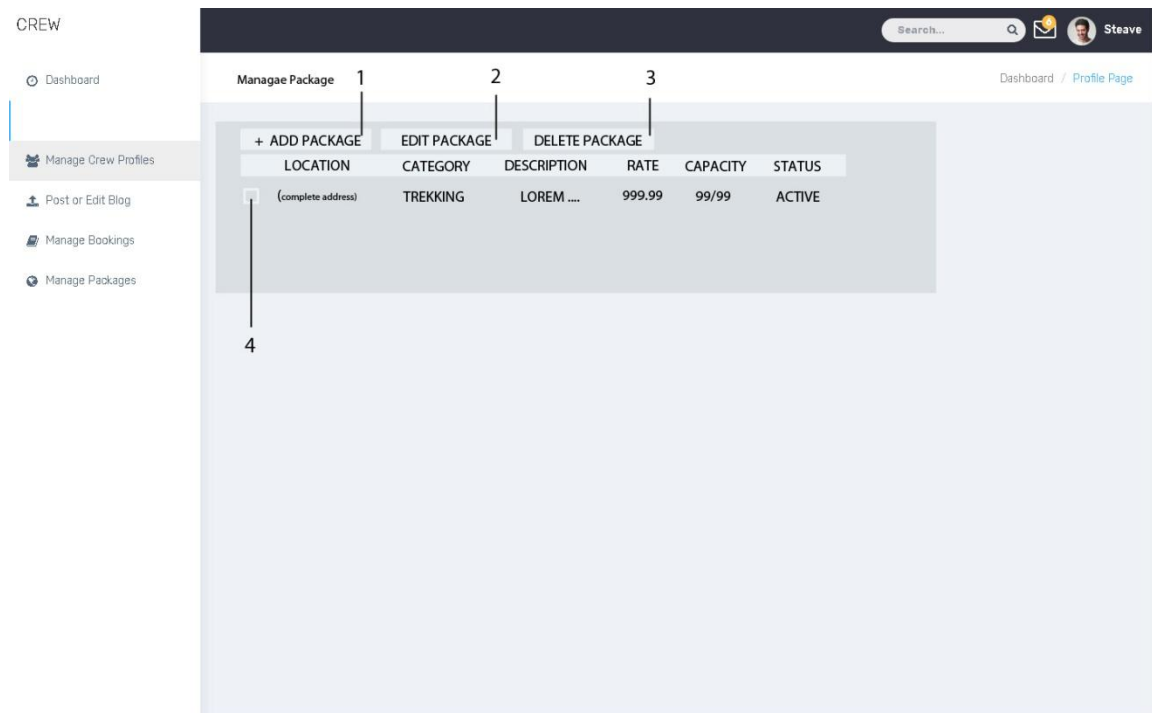 CREW
Search...
6
Steave
Dashboard
Managae Package
1
2
3
Dashboard / Profile Page
+ ADD PACKAGE EDIT PACKAGE DELETE PACKAGE
Manage Crew Profiles
LOCATION CATEGORY DESCRIPTION RATE CAPACITY STATUS
Post or Edit Blog
(complete address) TREKKING LOREM .... 999.99 99/99 ACTIVE
Manage Bookings
Manage Packages
4